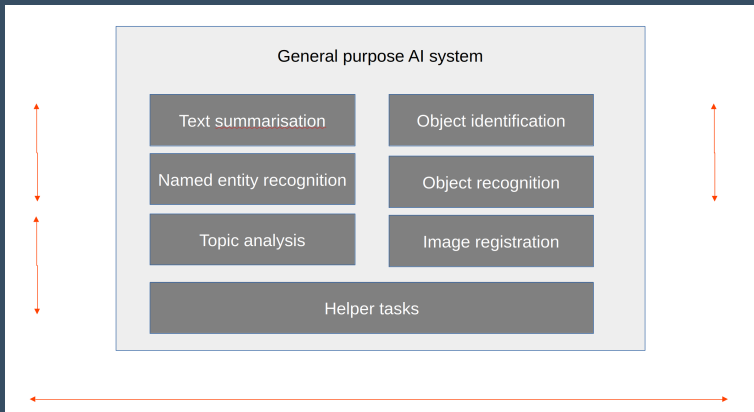 General purpose AI system
Text summarisation
Object identification
Named entity recognition
Object recognition
Topic analysis
Image registration
Helper tasks